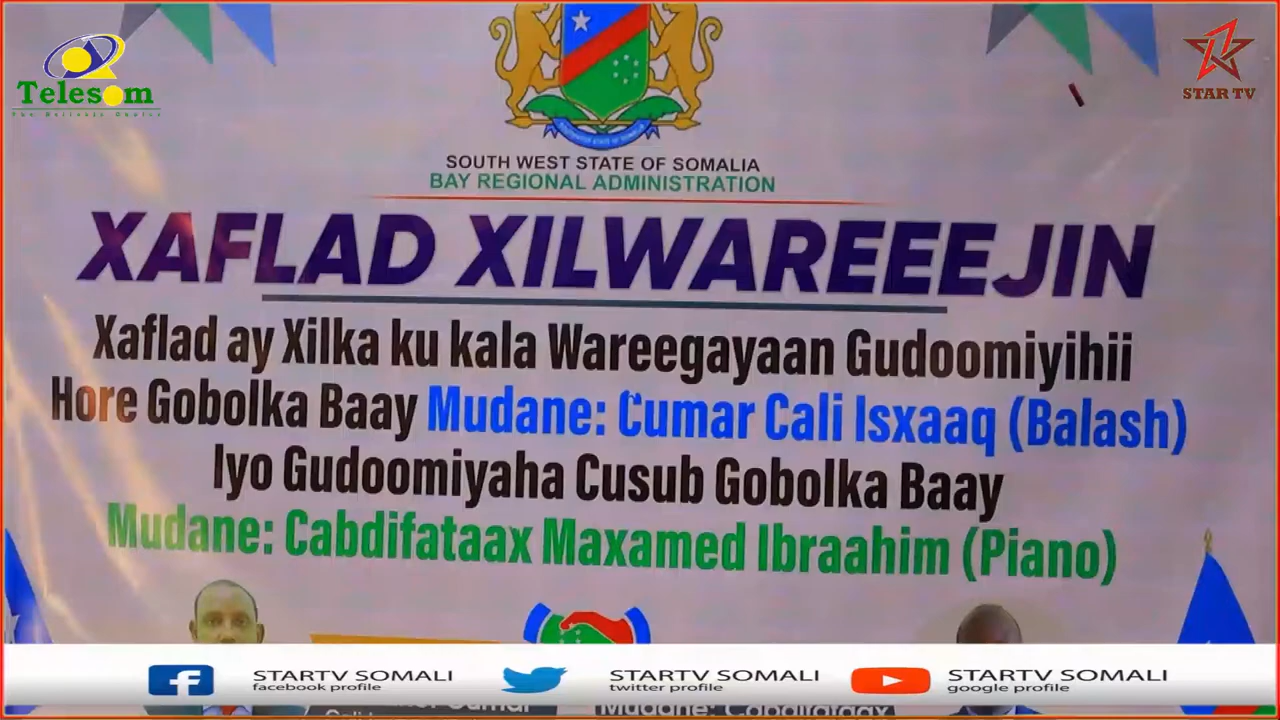 Telesom
STAR TV
SOUTH WEST STATE OF SOMALIA
BAY REGIONAL ADMINISTRATION
XAFLAD XILWAREEEJIN
Xaflad ay Xilka ku kala Wareegayaan Gudoomiyihii
Hore Gobolka Baay Mudane: Cumar Cali Isxaaq (Balash)
Iyo Gudoomiyaha Cusub Gobolka Baay
Mudane: Cabdifataax Maxamed Ibraahim (Piano)
STARTV SOMALI
facebook profile
STARTV SOMALI
twitter profile
STARTV SOMALI
google profile
Mudane: Cabdifataax